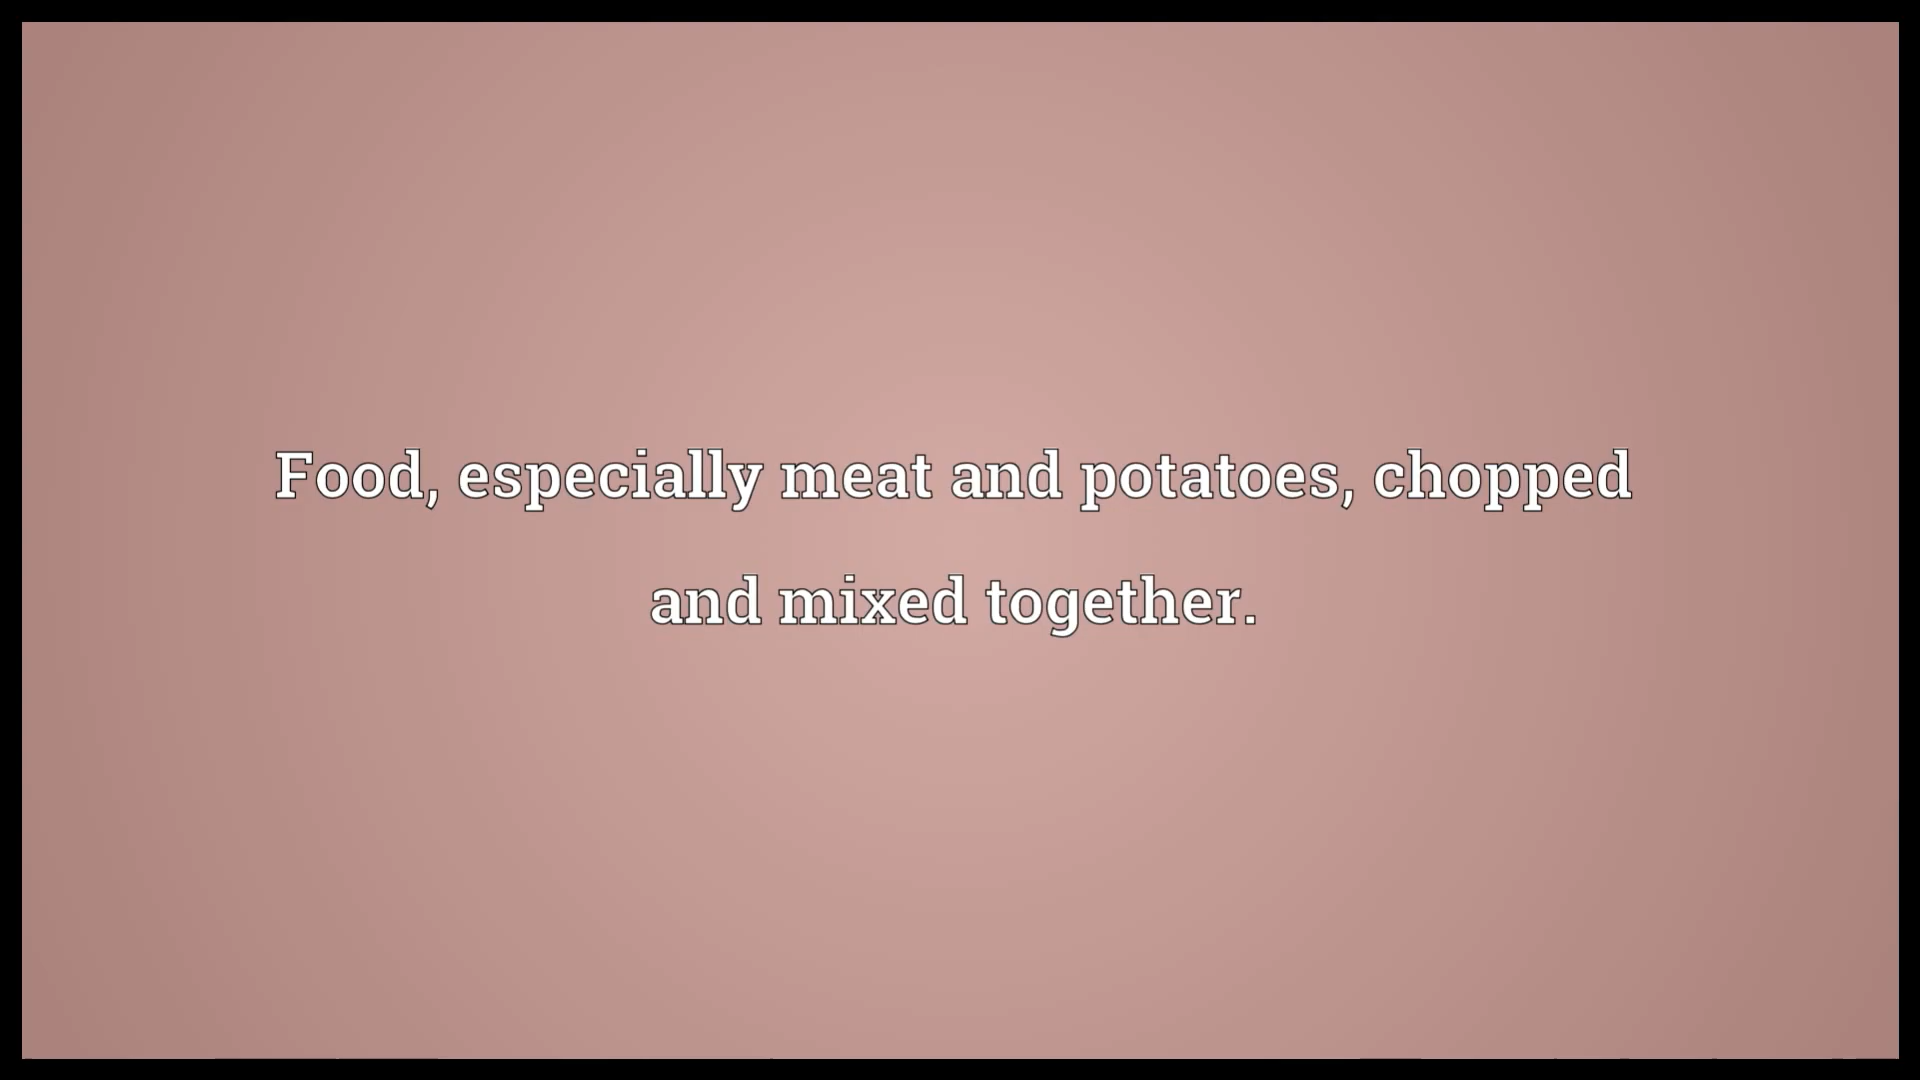 Food, especially meat and potatoes, chopped
and mixed together.